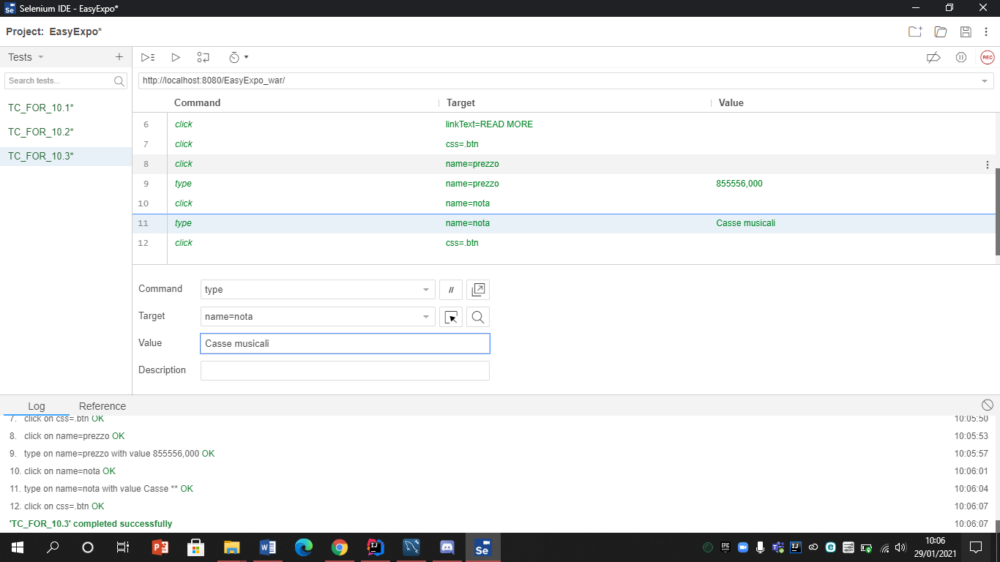 Selenium IDE - EasyExpo*
Project: EasyExpo*
Tests
REC
Search tests...
http://localhost:8080/EasyExpo_war/
Command Target Value
TC_FOR_10.1*
TC_FOR_10.2*
TC_FOR_10.3*
6 click linkText=READ MORE
7 click css=.btn
8 click name=prezzo
9 type name=prezzo 855556,000
10 click name=nota
11 type name=nota Casse musicali
12 click css=.btn
Command type //
Target name=nota
Value Casse musicali
Description
Log Reference
7. click on css=.btn OK 10:05:50
8. click on name=prezzo OK 10:05:53
9. type on name=prezzo with value 855556,000 OK 10:05:57
10. click on name=nota OK 10:06:01
11. type on name=nota with value Casse ** OK 10:06:04
12. click on css=.btn OK 10:06:07
'TC_FOR_10.3' completed successfully 10:06:07
10:06
29/01/2021